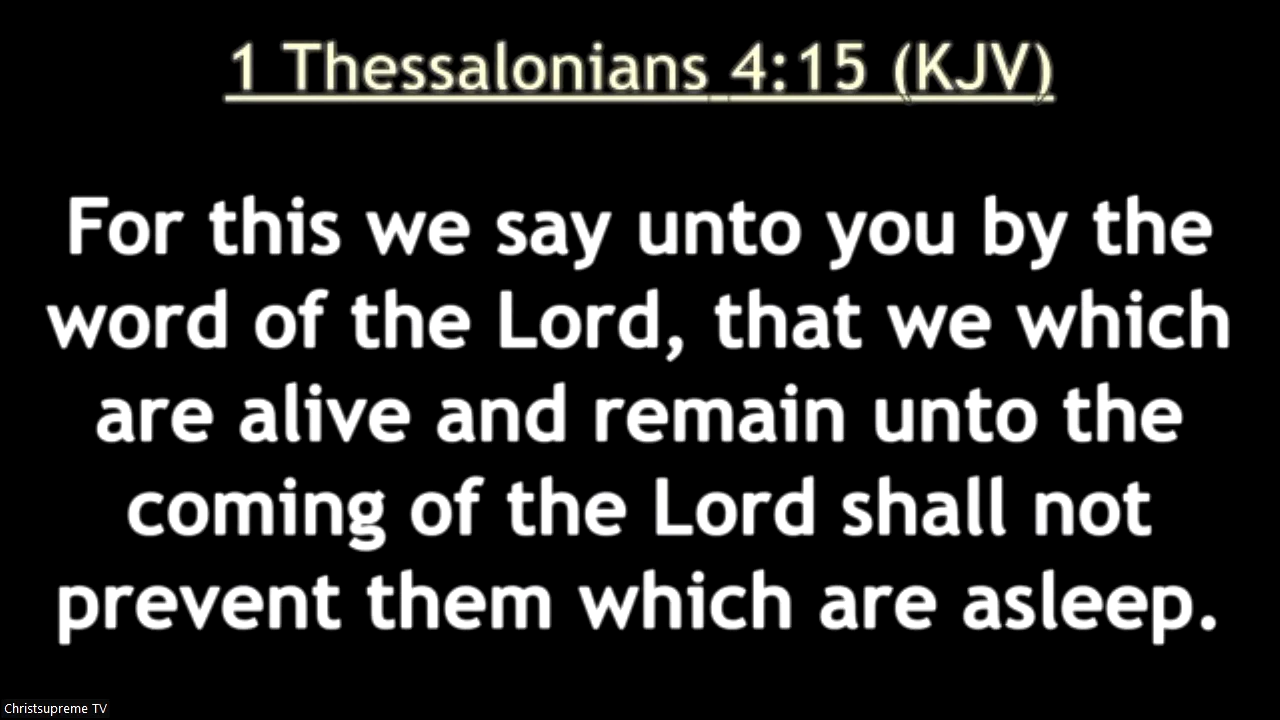 1 Thessalonians 4:15 (KJV)
For this we say unto you by the
word of the Lord, that we which
are alive and remain unto the
coming of the Lord shall not
prevent them which are asleep.
Christsupreme TV